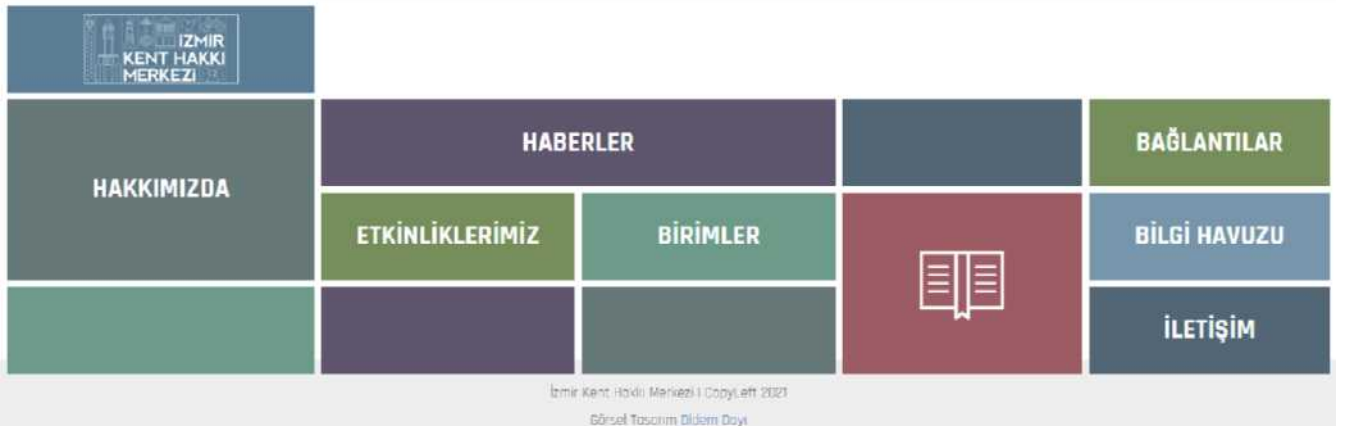 İZMİR
KENT HAKKI
MERKEZİ
HABERLER
BAĞLANTILAR
HAKKIMIZDA
ETKİNLİKLERİMİZ
BİRİMLER
BİLGİ HAVUZU
İLETİŞİM
İzmir Kent Hakkı Merkezi | CopyLeft 2021
Görsel Tasarım Didem Dayı